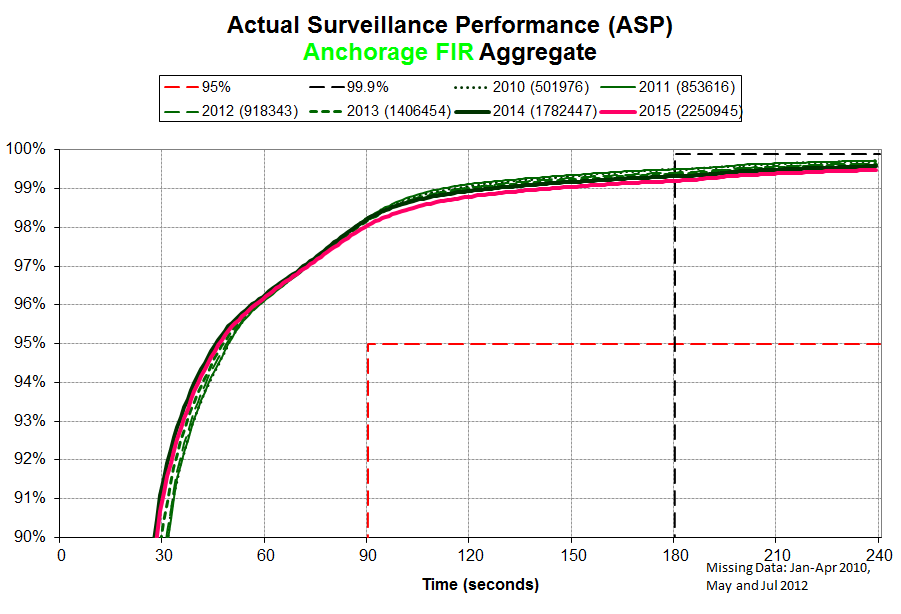 Actual Surveillance Performance (ASP)
Anchorage FIR Aggregate
95% 99.9% 2010 (501976) 2011 (853616)
2012 (918343) 2013 (1406454) 2014 (1782447) 2015 (2250945)
100%
99%
98%
97%
96%
95%
94%
93%
92%
91%
90%
0 30 60 90 120 150 180 210 240
Time (seconds)
Missing Data: Jan-Apr 2010,
May and Jul 2012